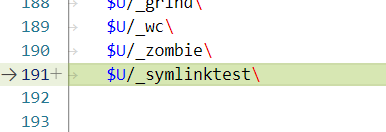 188 → $U/_grind\
189 → $U/_wc\
190 → $U/_zombie\
→191+→ $U/_symlinktest\
192
193